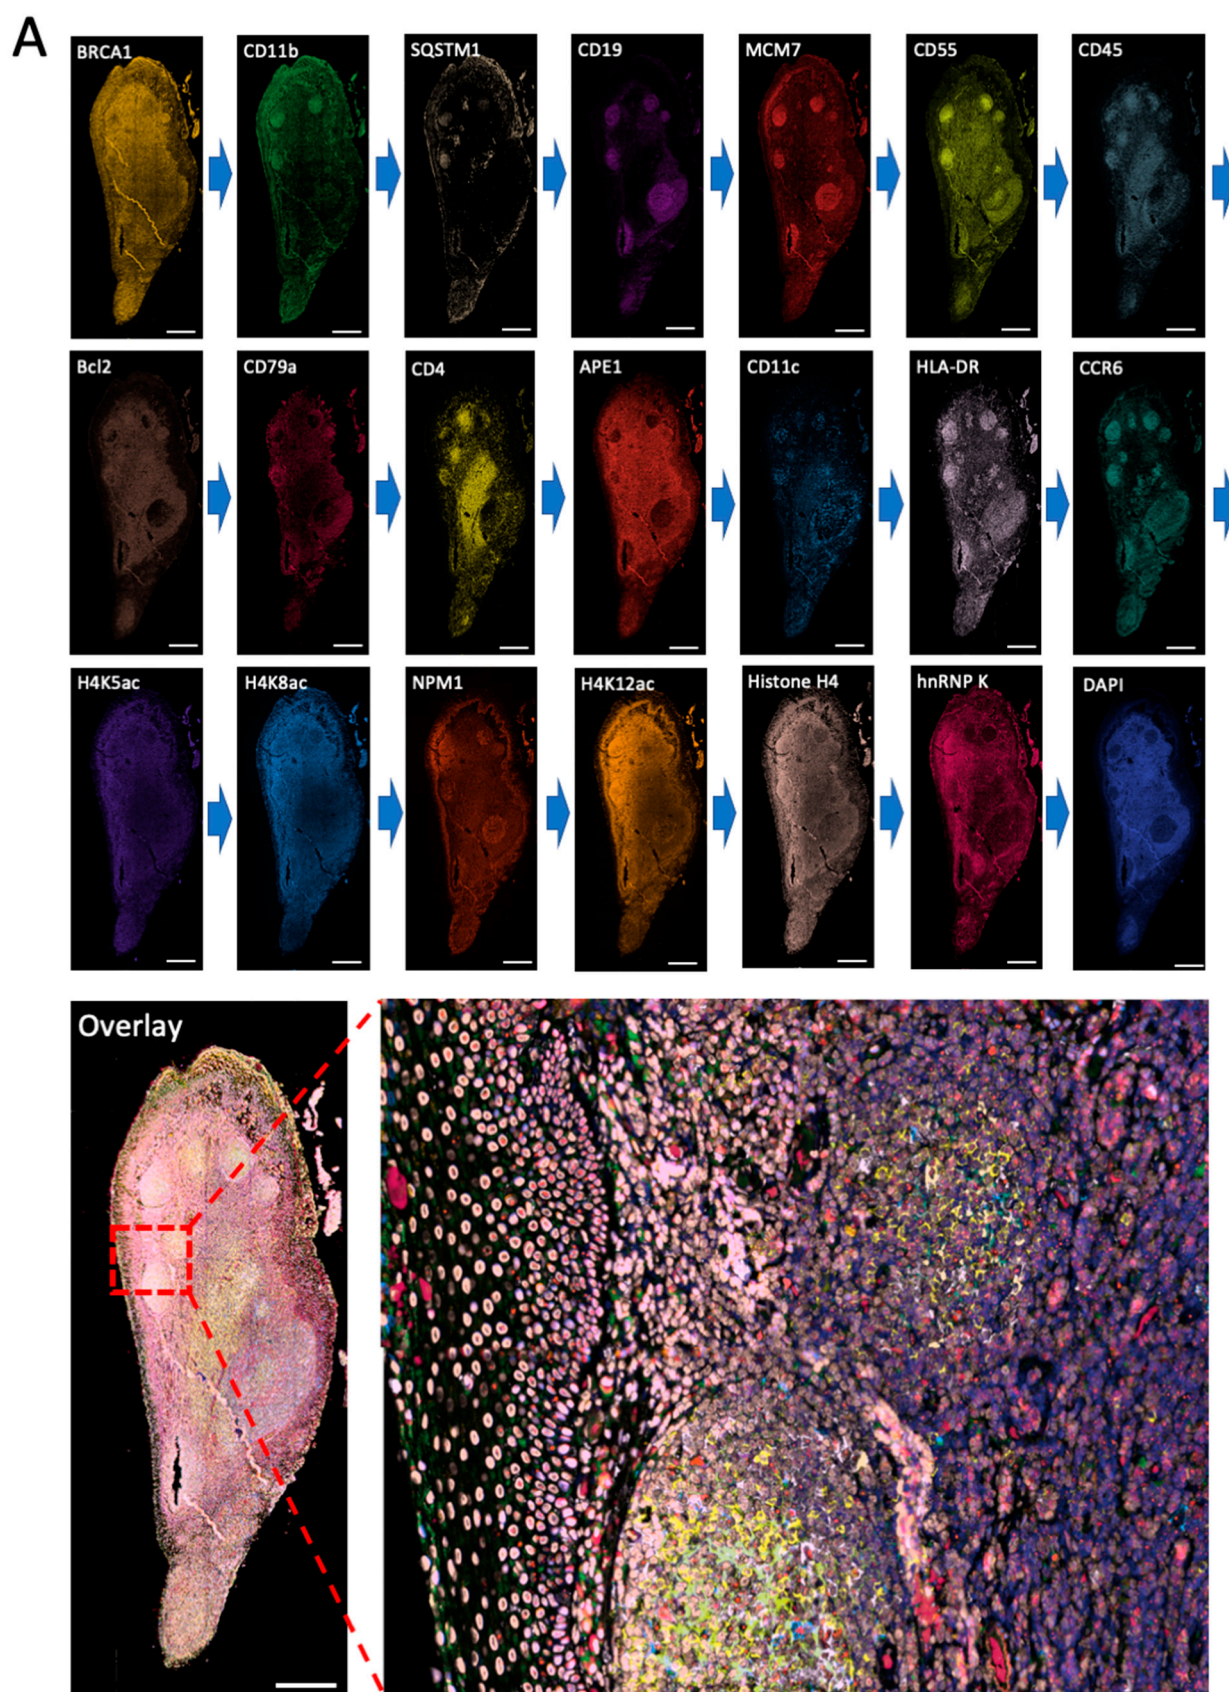 A
BRCA1 CD11b SQSTM1 CD19 MCM7 CD55 CD45
Bcl2 CD79a CD4 APE1 CD11c HLA-DR CCR6
H4K5ac H4K8ac NPM1 H4K12ac Histone H4 hnRNP K DAPI
Overlay